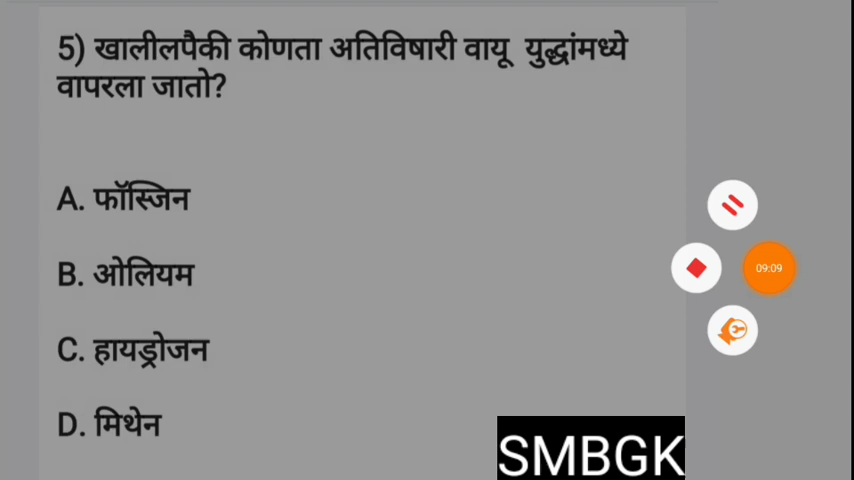 5) खालीलपैकी कोणता अतिविषारी वायू युद्धांमध्ये
वापरला जातो?
A. फॉस्जिन
B. ओलियम
C. हायड्रोजन
D. मिथेन
09:09
SMBGK